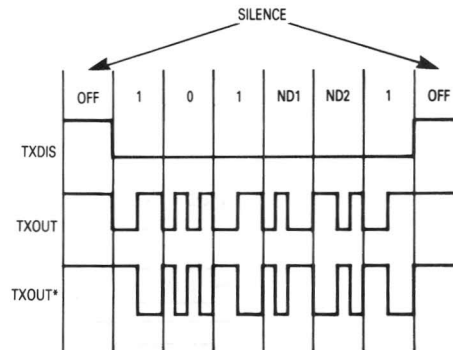 SILENCE
OFF 1 0 1 ND1 ND2 1 OFF
TXDIS
TXOUT
TXOUT*